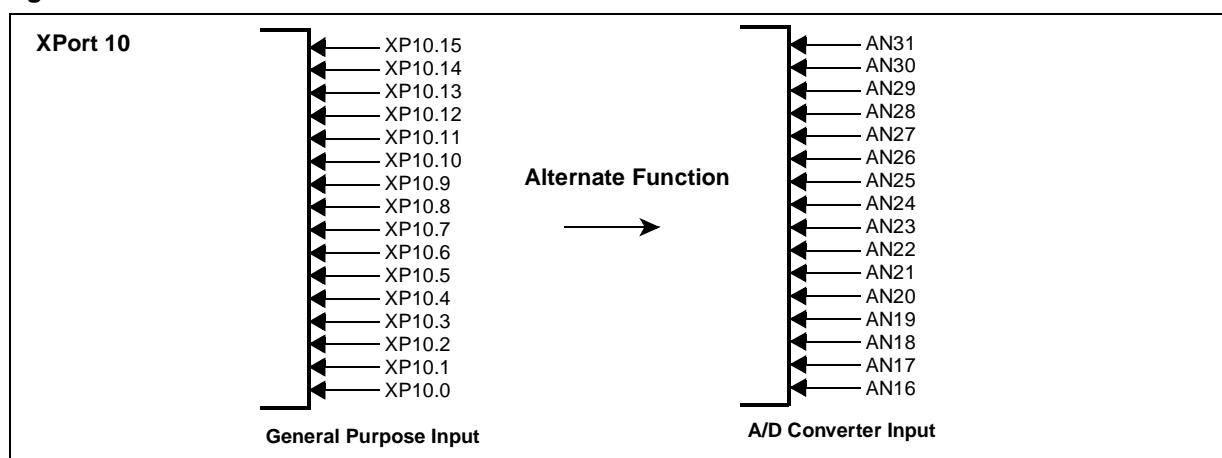 XPort 10
XP10.15
XP10.14
XP10.13
XP10.12
XP10.11
XP10.10
XP10.9
XP10.8
XP10.7
XP10.6
XP10.5
XP10.4
XP10.3
XP10.2
XP10.1
XP10.0
General Purpose Input
Alternate Function
AN31
AN30
AN29
AN28
AN27
AN26
AN25
AN24
AN23
AN22
AN21
AN20
AN19
AN18
AN17
AN16
A/D Converter Input